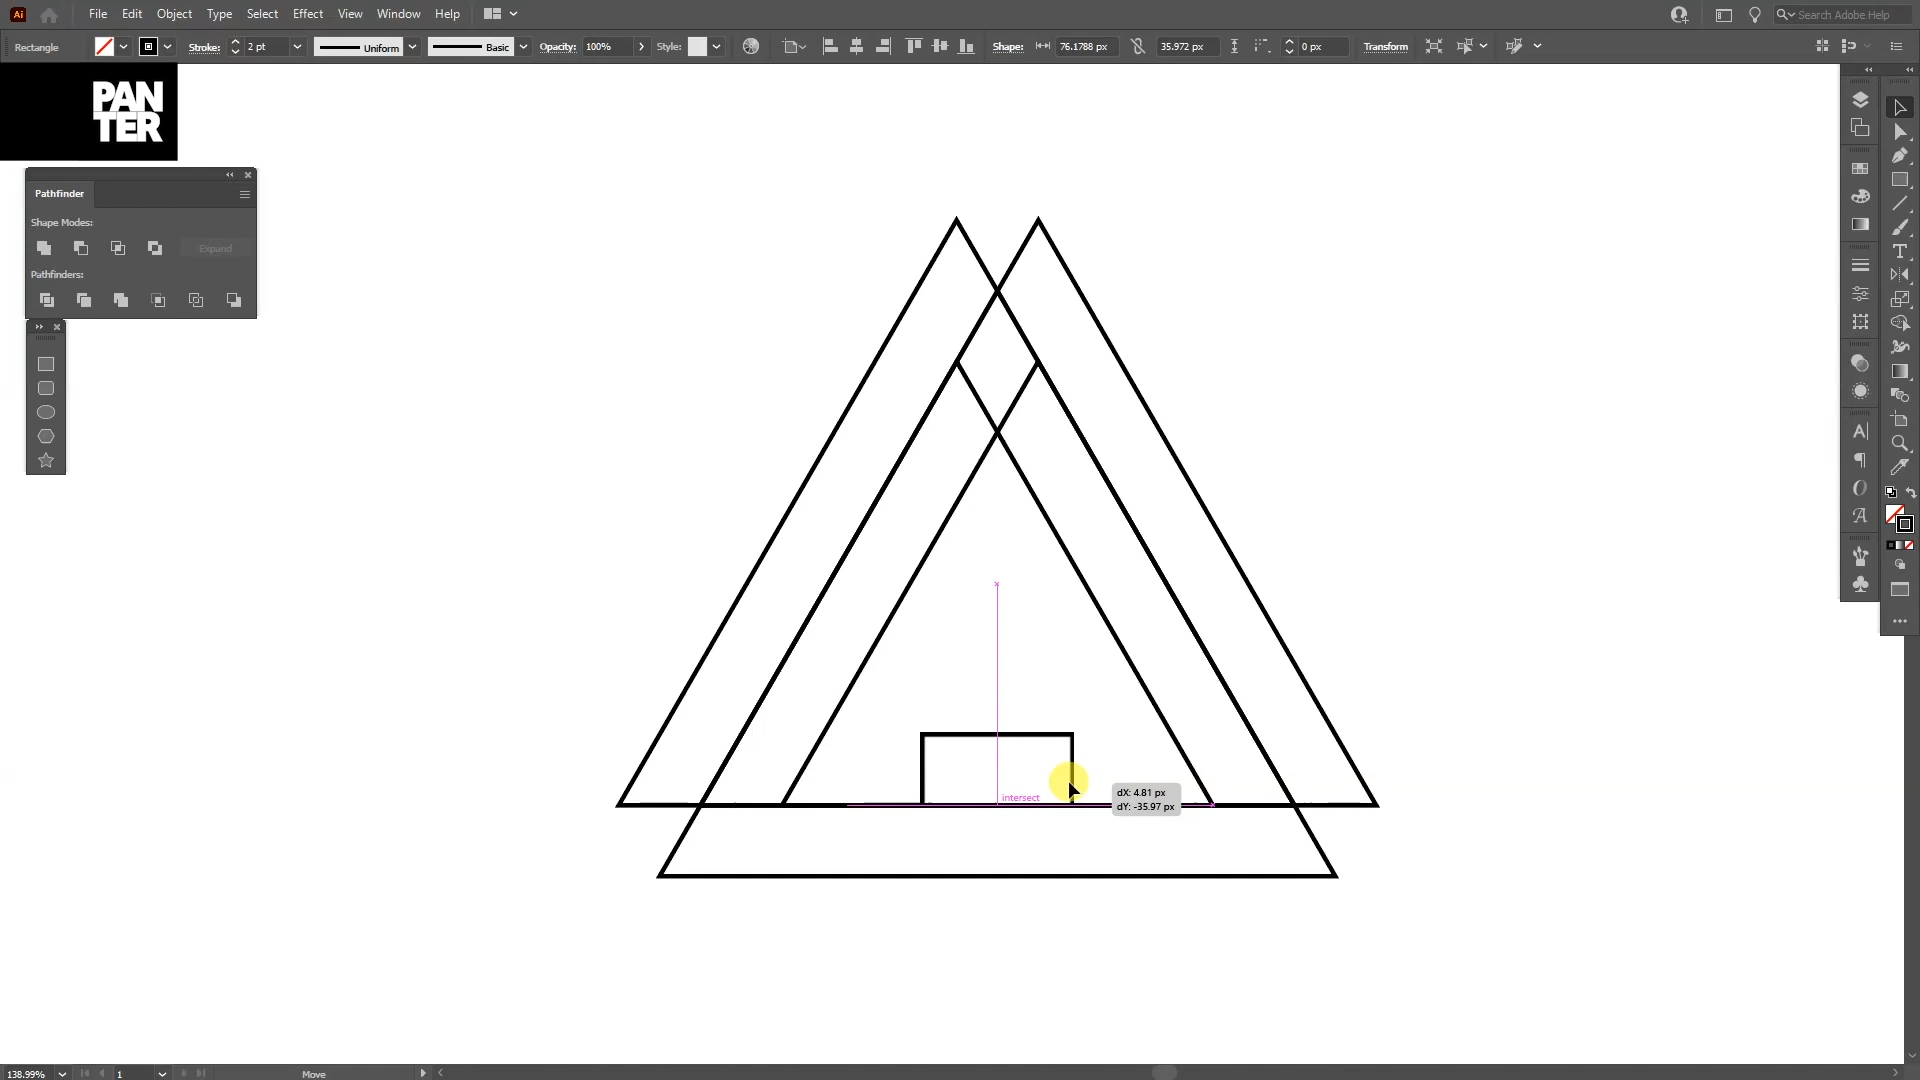 Ai File Edit Object Type Select Effect View Window Help Search Adobe Help
Rectangle Stroke: 2 pt Uniform Basic Opacity: 100% Style: Shape: 76.1788 px 35.972 px 0 px Transform
PAN
TER
Pathfinder
Shape Modes:
Expand
Pathfinders:
intersect
dX: 4.81 px
dY: -35.97 px
138.99% 1 Move